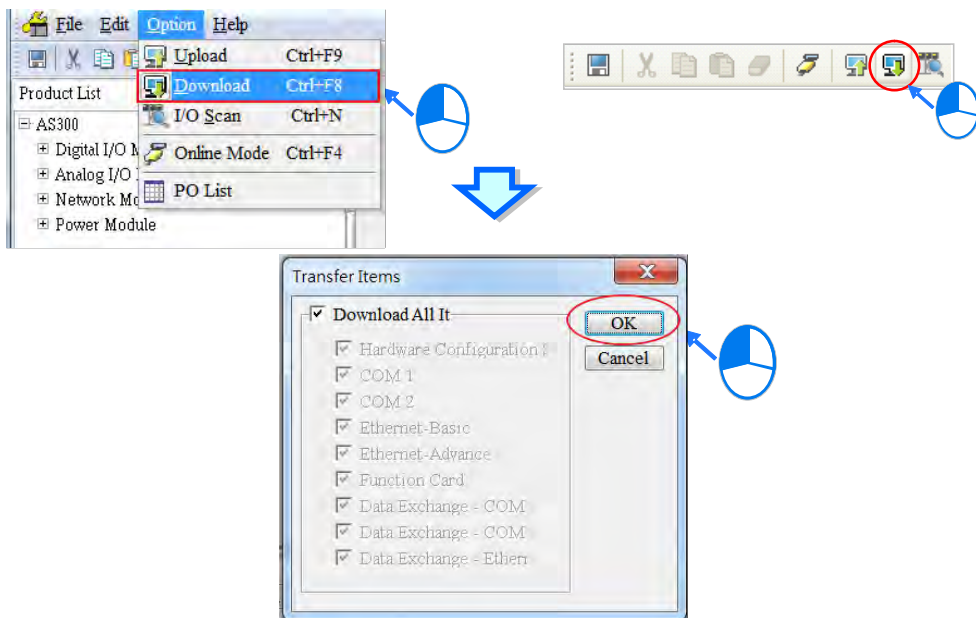 File Edit Option Help
Upload Ctrl+F9
Download Ctrl+F8
I/O Scan Ctrl+N
Online Mode Ctrl+F4
PO List
Product List
AS300
Digital I/O M
Analog I/O
Network Mo
Power Module
Transfer Items
Download All It
Hardware Configuration
COM 1
COM 2
Ethernet-Basic
Ethernet-Advance
Function Card
Data Exchange - COM
Data Exchange - COM
Data Exchange - Ethern
OK
Cancel